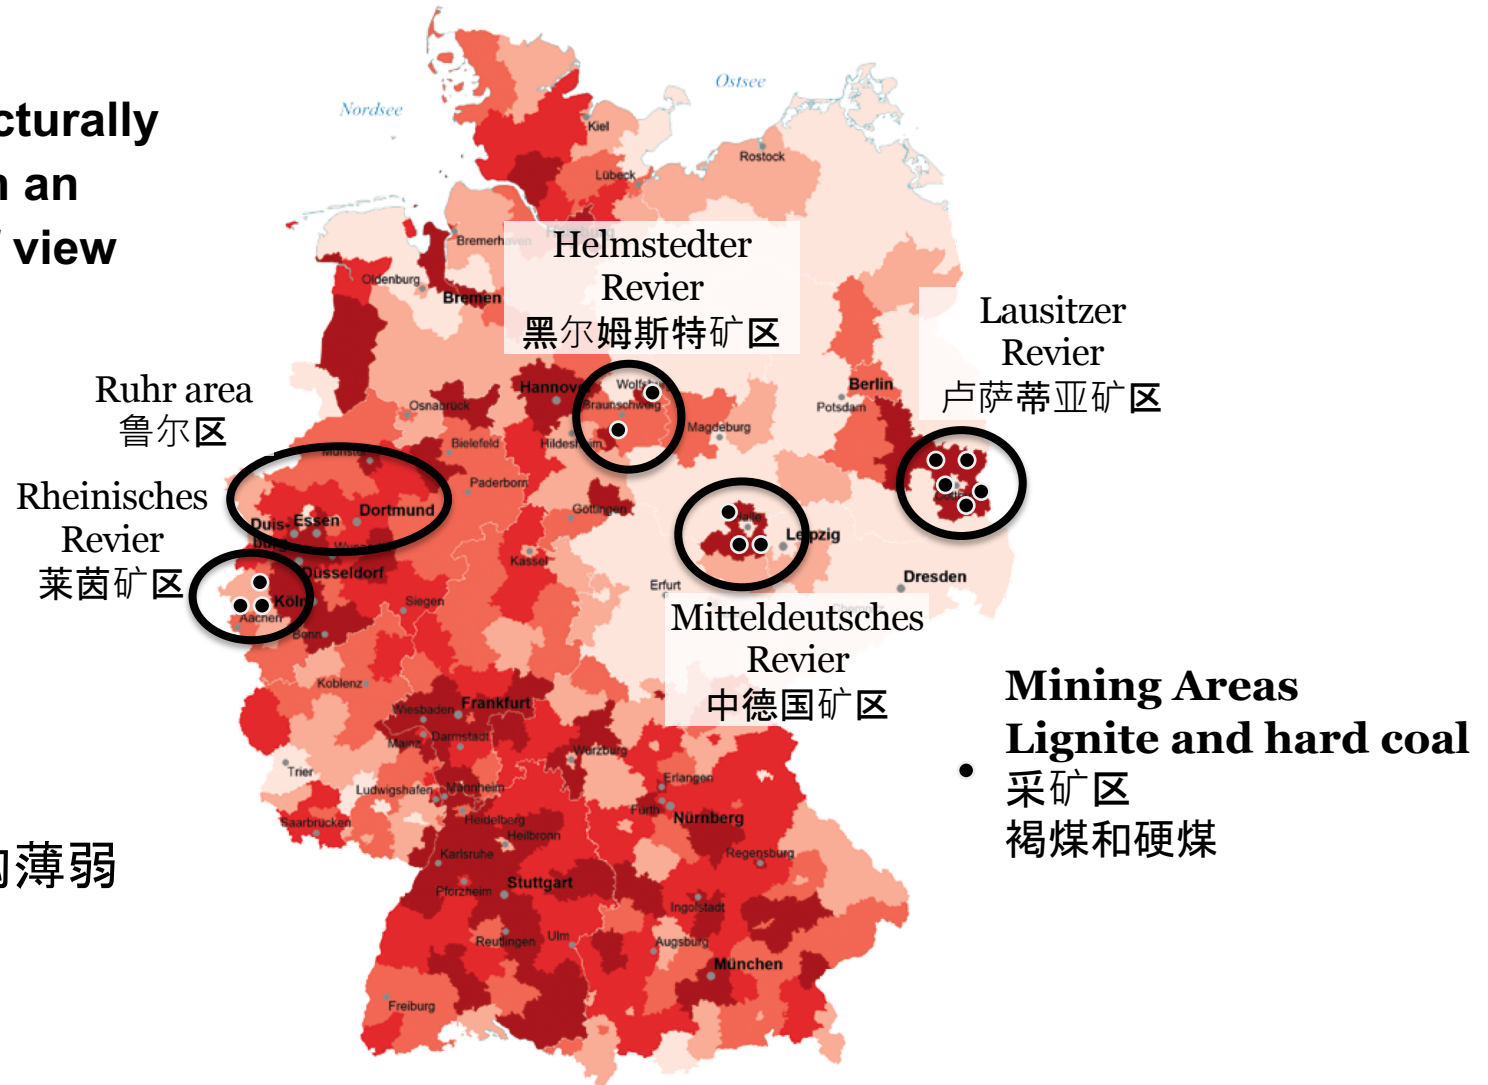 cturally
n an
view
Nordsee
Ostsee
Kiel
Rostock
Lübeck
Helmstedter
Revier
黑尔姆斯特矿区
Oldenburg
Bremen
Lausitzer
Revier
卢萨蒂亚矿区
Ruhr area
鲁尔区
Wolfsburg
Hannover
Braunschweig
Berlin
Potsdam
Osnabrück
Magdeburg
Bielefeld
Hildesheim
Münster
Paderborn
Rheinisches
Revier
莱茵矿区
Dortmund
Essen
Duis-
Göttingen
Leipzig
Kassel
Düsseldorf
Dresden
Erfurt
Köln
Siegen
Aachen
Bonn
Mitteldeutsches
Revier
中德国矿区
Koblenz
Frankfurt
Wiesbaden
Mainz
Darmstadt
Würzburg
Mining Areas
Lignite and hard coal
采矿区
褐煤和硬煤
Trier
Ludwigshafen
Mannheim
Erlangen
Fürth
Nürnberg
Saarbrücken
Heidelberg
Heilbronn
薄弱
Karlsruhe
Regensburg
Pforzheim
Stuttgart
Ingolstadt
Reutlingen
Ulm
Augsburg
München
Freiburg